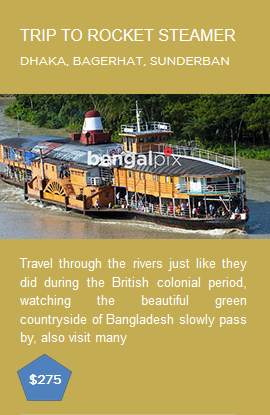 TRIP TO ROCKET STEAMER
DHAKA, BAGERHAT, SUNDERBAN
bengalpix
Travel through the rivers just like they
did during the British colonial period,
watching the beautiful green
countryside of Bangladesh slowly pass
by, also visit many
$275